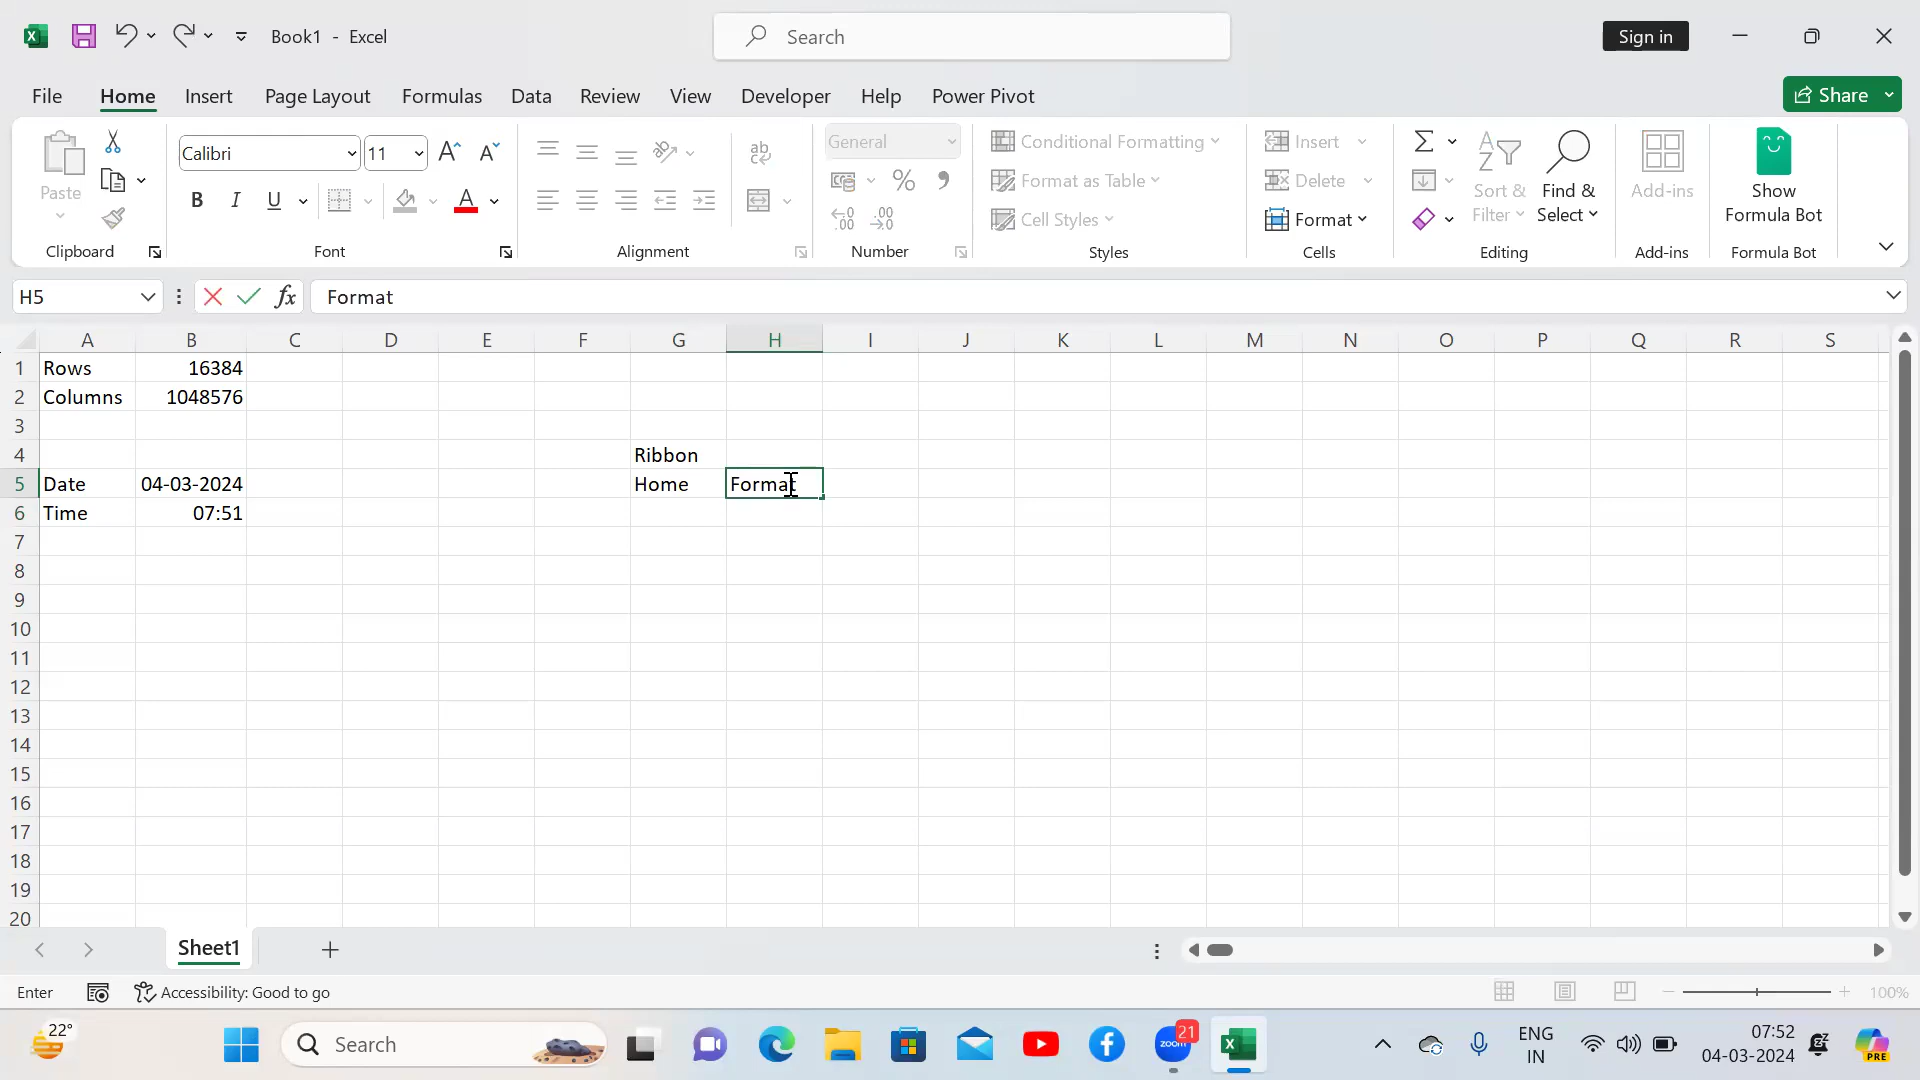 Book1 - Excel
Search
Sign in
File Home Insert Page Layout Formulas Data Review View Developer Help Power Pivot
Share
Paste
Clipboard
Calibri 11
A A
B I U A
Font
ab
Alignment
General
% ,
Number
Conditional Formatting
Format as Table
Cell Styles
Styles
Insert
Delete
Format
Cells
Sort & Filter
Find & Select
Editing
Add-ins
Add-ins
Show Formula Bot
Formula Bot
H5 fx Format
A B C D E F G H I J K L M N O P Q R S
1 Rows 16384
2 Columns 1048576
3
4 Ribbon
5 Date 04-03-2024 Home Format
6 Time 07:51
7
8
9
10
11
12
13
14
15
16
17
18
19
20
Sheet1
Enter Accessibility: Good to go 100%
22° Search zoom 21 ENG IN 07:52 04-03-2024 PRE